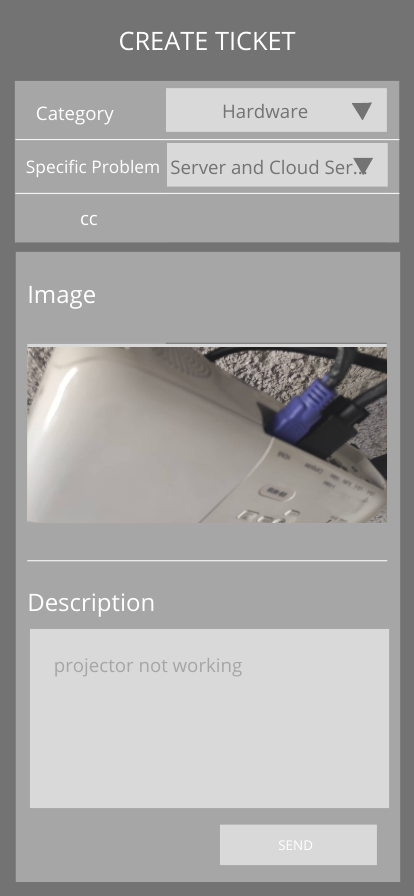 CREATE TICKET
Category
Hardware
Specific Problem
Server and Cloud Ser...
cc
Image
Description
projector not working
SEND